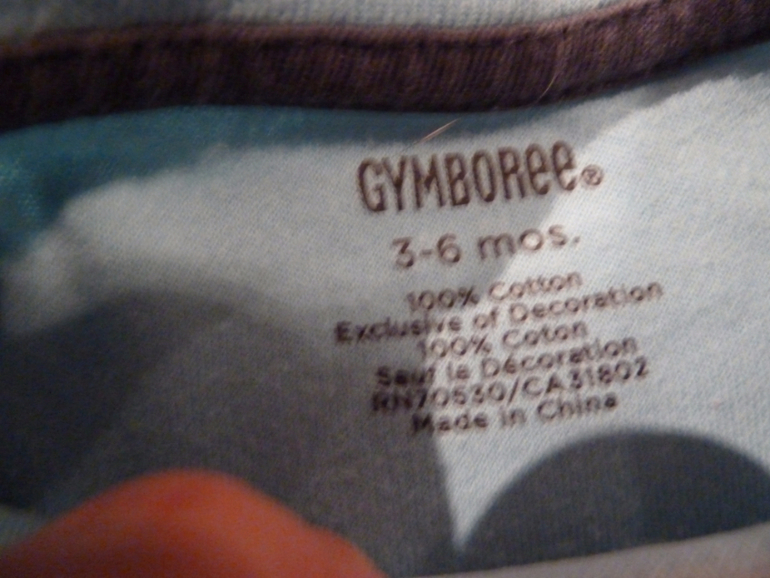 GYMBOREE®
3-6 mos.
100% Cotton
Exclusive of Decoration
100% Coton
Sauf le Décoration
RN70530/CA31802
Made in China